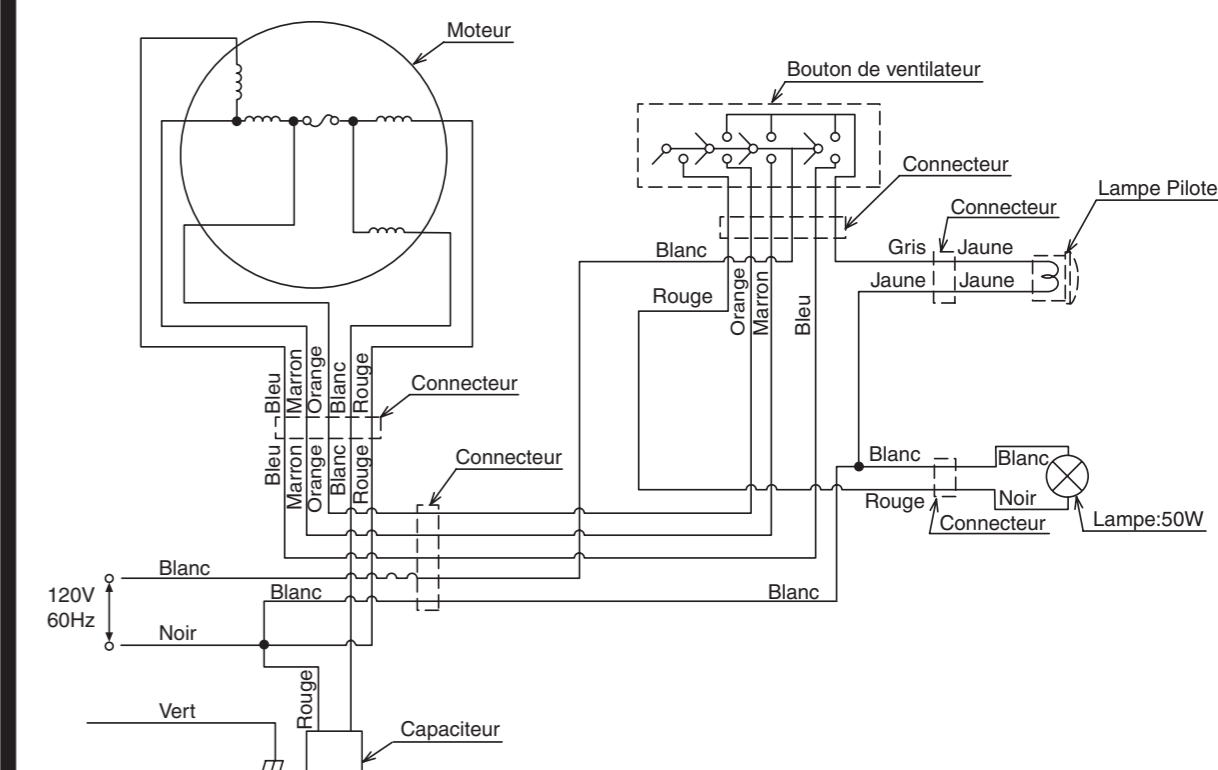 Moteur
Bouton de ventilateur
Connecteur
Lampe Pilote
Connecteur
Blanc
Gris
Jaune
Rouge
Jaune
Jaune
Orange
Marron
Bleu
Bleu
Marron
Orange
Blanc
Rouge
Connecteur
Bleu
Marron
Orange
Blanc
Rouge
Connecteur
Blanc
Blanc
Rouge
Noir
Connecteur
Lampe:50W
Blanc
120V
60Hz
Blanc
Blanc
Noir
Rouge
Vert
Capaciteur